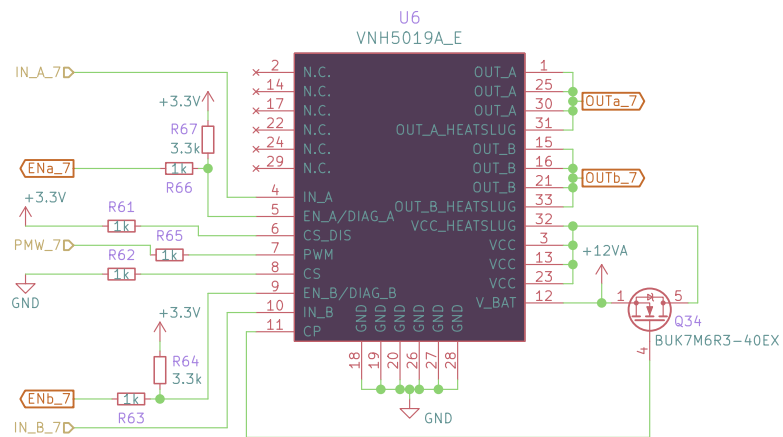 U6
VNH5019A_E
IN_A_7
2 N.C.
14 N.C.
17 N.C.
22 N.C.
24 N.C.
29 N.C.
4 IN_A
5 EN_A/DIAG_A
6 CS_DIS
7 PWM
8 CS
9 EN_B/DIAG_B
10 IN_B
11 CP
OUT_A 1
OUT_A 25
OUT_A 30
OUT_A_HEATSLUG 31
OUT_B 15
OUT_B 16
OUT_B 21
OUT_B_HEATSLUG 33
VCC_HEATSLUG 32
VCC 3
VCC 13
VCC 23
V_BAT 12
GND 18
GND 19
GND 20
GND 26
GND 27
GND 28
GND
OUTa_7
OUTb_7
+3.3V
R67
3.3k
ENa_7
1k
R66
+3.3V
R61
1k
PMW_7
R65
1k
R62
1k
GND
+3.3V
R64
3.3k
ENb_7
1k
R63
IN_B_7
+12VA
1
5
4
Q34
BUK7M6R3-40EX